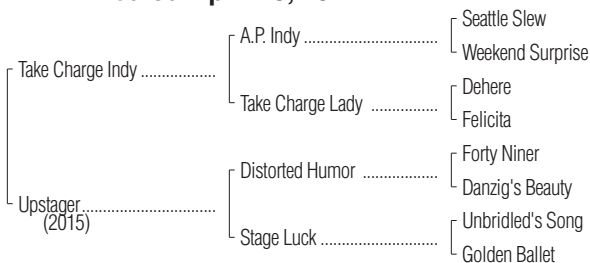 Seattle Slew
A.P. Indy
Weekend Surprise
Take Charge Indy
Dehere
Take Charge Lady
Felicita
Forty Niner
Distorted Humor
Danzig's Beauty
Upstager
(2015)
Unbridled's Song
Stage Luck
Golden Ballet